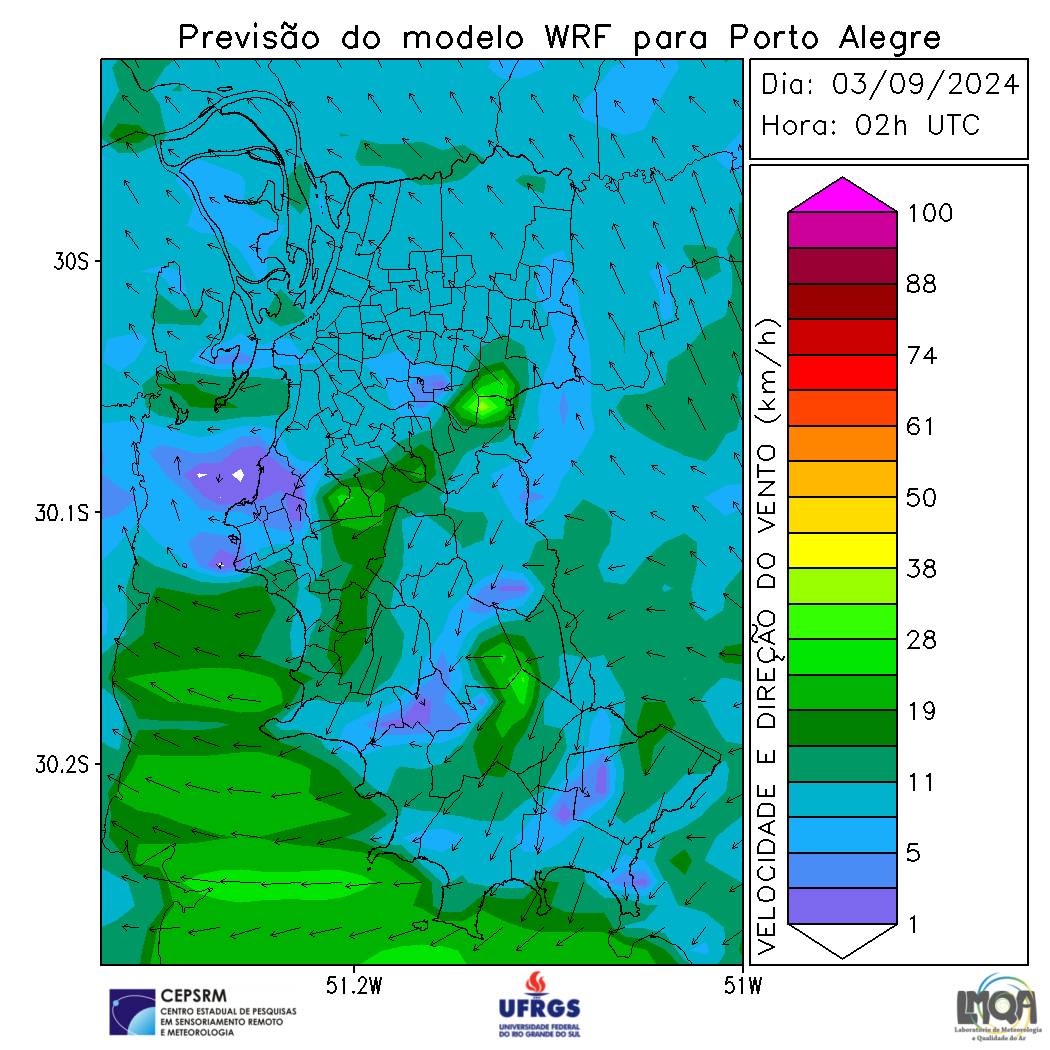 Previsão do modelo WRF para Porto Alegre
Dia: 03/09/2024
Hora: 02h UTC
30S
30.1S
30.2S
51.2W
51W
VELOCIDADE E DIREÇÃO DO VENTO (km/h)
100
88
74
61
50
38
28
19
11
5
1
CEPSRM
CENTRO ESTADUAL DE PESQUISAS
EM SENSORIAMENTO REMOTO
E METEOROLOGIA
UFRGS
UNIVERSIDADE FEDERAL
DO RIO GRANDE DO SUL
LMQA
Laboratório de Meteorologia
e Qualidade do Ar